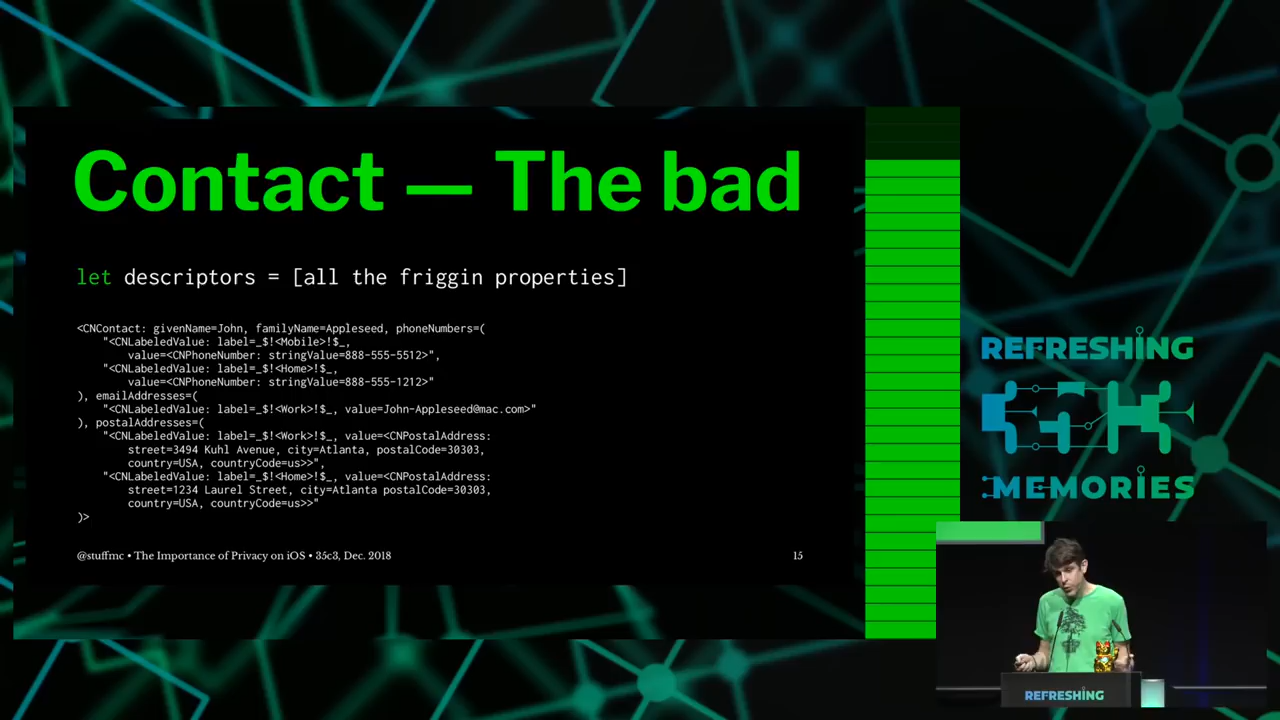 Contact — The bad
let descriptors = [all the friggin properties]
<CNContact: givenName=John, familyName=Appleseed, phoneNumbers=(
"<CNLabeledValue: label=_$!<Mobile>!$_,
value=<CNPhoneNumber: stringValue=888-555-5512>",
"<CNLabeledValue: label=_$!<Home>!$_,
value=<CNPhoneNumber: stringValue=888-555-1212>"
), emailAddresses=(
"<CNLabeledValue: label=_$!<Work>!$_, value=John-Appleseed@mac.com>"
), postalAddresses=(
"<CNLabeledValue: label=_$!<Work>!$_, value=<CNPostalAddress:
street=3494 Kuhl Avenue, city=Atlanta, postalCode=30303,
country=USA, countryCode=us>>",
"<CNLabeledValue: label=_$!<Home>!$_, value=<CNPostalAddress:
street=1234 Laurel Street, city=Atlanta postalCode=30303,
country=USA, countryCode=us>>"
)>
@stuffmc • The Importance of Privacy on iOS • 35c3, Dec. 2018
15
REFRESHING
MEMORIES
REFRESHING